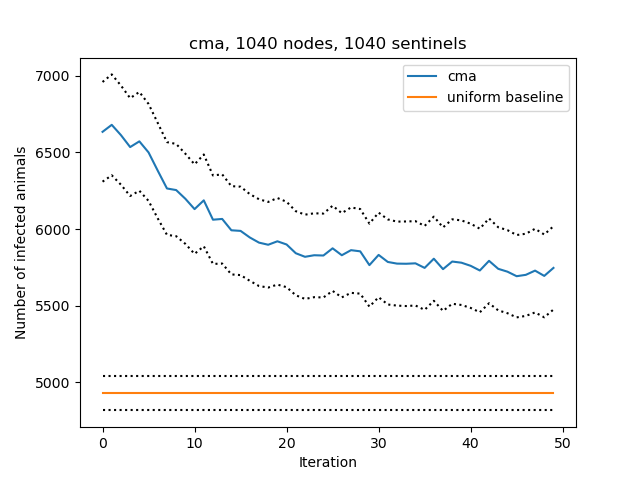 cma, 1040 nodes, 1040 sentinels
cma
uniform baseline
Number of infected animals
7000
6500
6000
5500
5000
0 10 20 30 40 50
Iteration